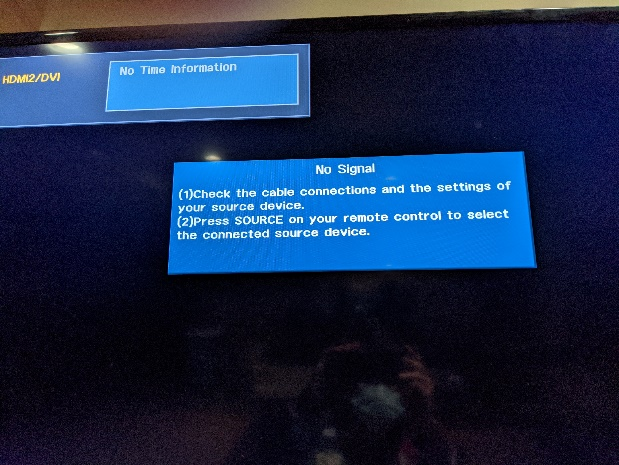 HDMI2/DVI
No Time Information
No Signal
(1)Check the cable connections and the settings of
your source device.
(2)Press SOURCE on your remote control to select
the connected source device.